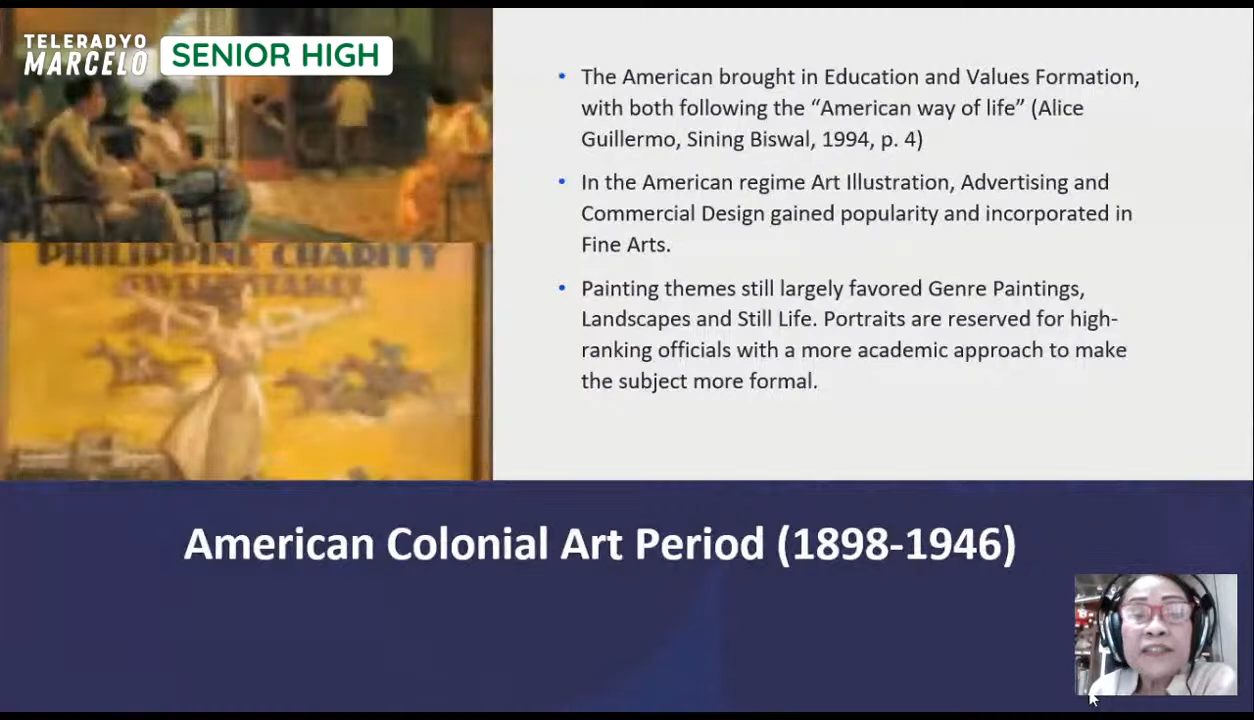 TELERADYO
MARCELO
SENIOR HIGH
• The American brought in Education and Values Formation,
with both following the “American way of life” (Alice
Guillermo, Sining Biswal, 1994, p. 4)
• In the American regime Art Illustration, Advertising and
Commercial Design gained popularity and incorporated in
Fine Arts.
• Painting themes still largely favored Genre Paintings,
Landscapes and Still Life. Portraits are reserved for high-
ranking officials with a more academic approach to make
the subject more formal.
PHILIPPINE CHARITY
SWEEPSTAKES
American Colonial Art Period (1898-1946)